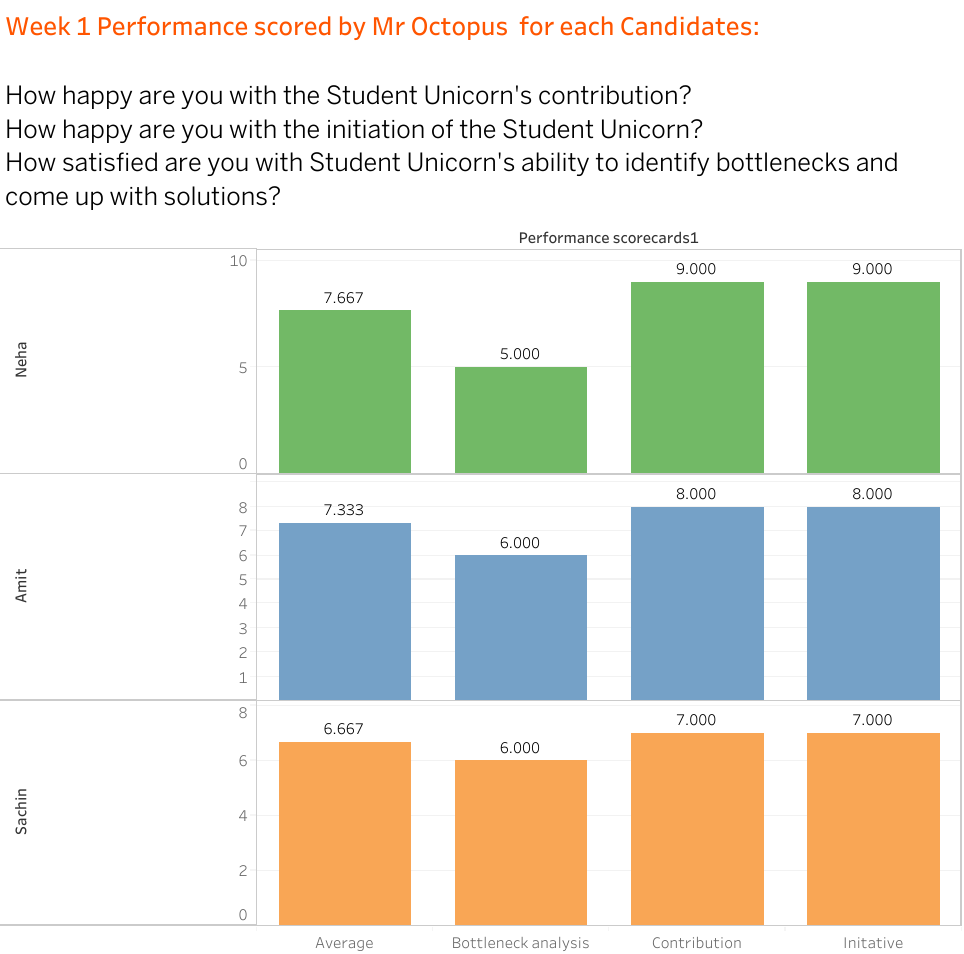 Week 1 Performance scored by Mr Octopus  for each Candidates:
How happy are you with the Student Unicorn's contribution?
How happy are you with the initiation of the Student Unicorn?
How satisfied are you with Student Unicorn's ability to identify bottlenecks and
come up with solutions?
Performance scorecards1
Neha
10
5
0
7.667
5.000
9.000
9.000
Amit
8
7
6
5
4
3
2
1
7.333
6.000
8.000
8.000
Sachin
8
6
4
2
0
6.667
6.000
7.000
7.000
Average
Bottleneck analysis
Contribution
Initative